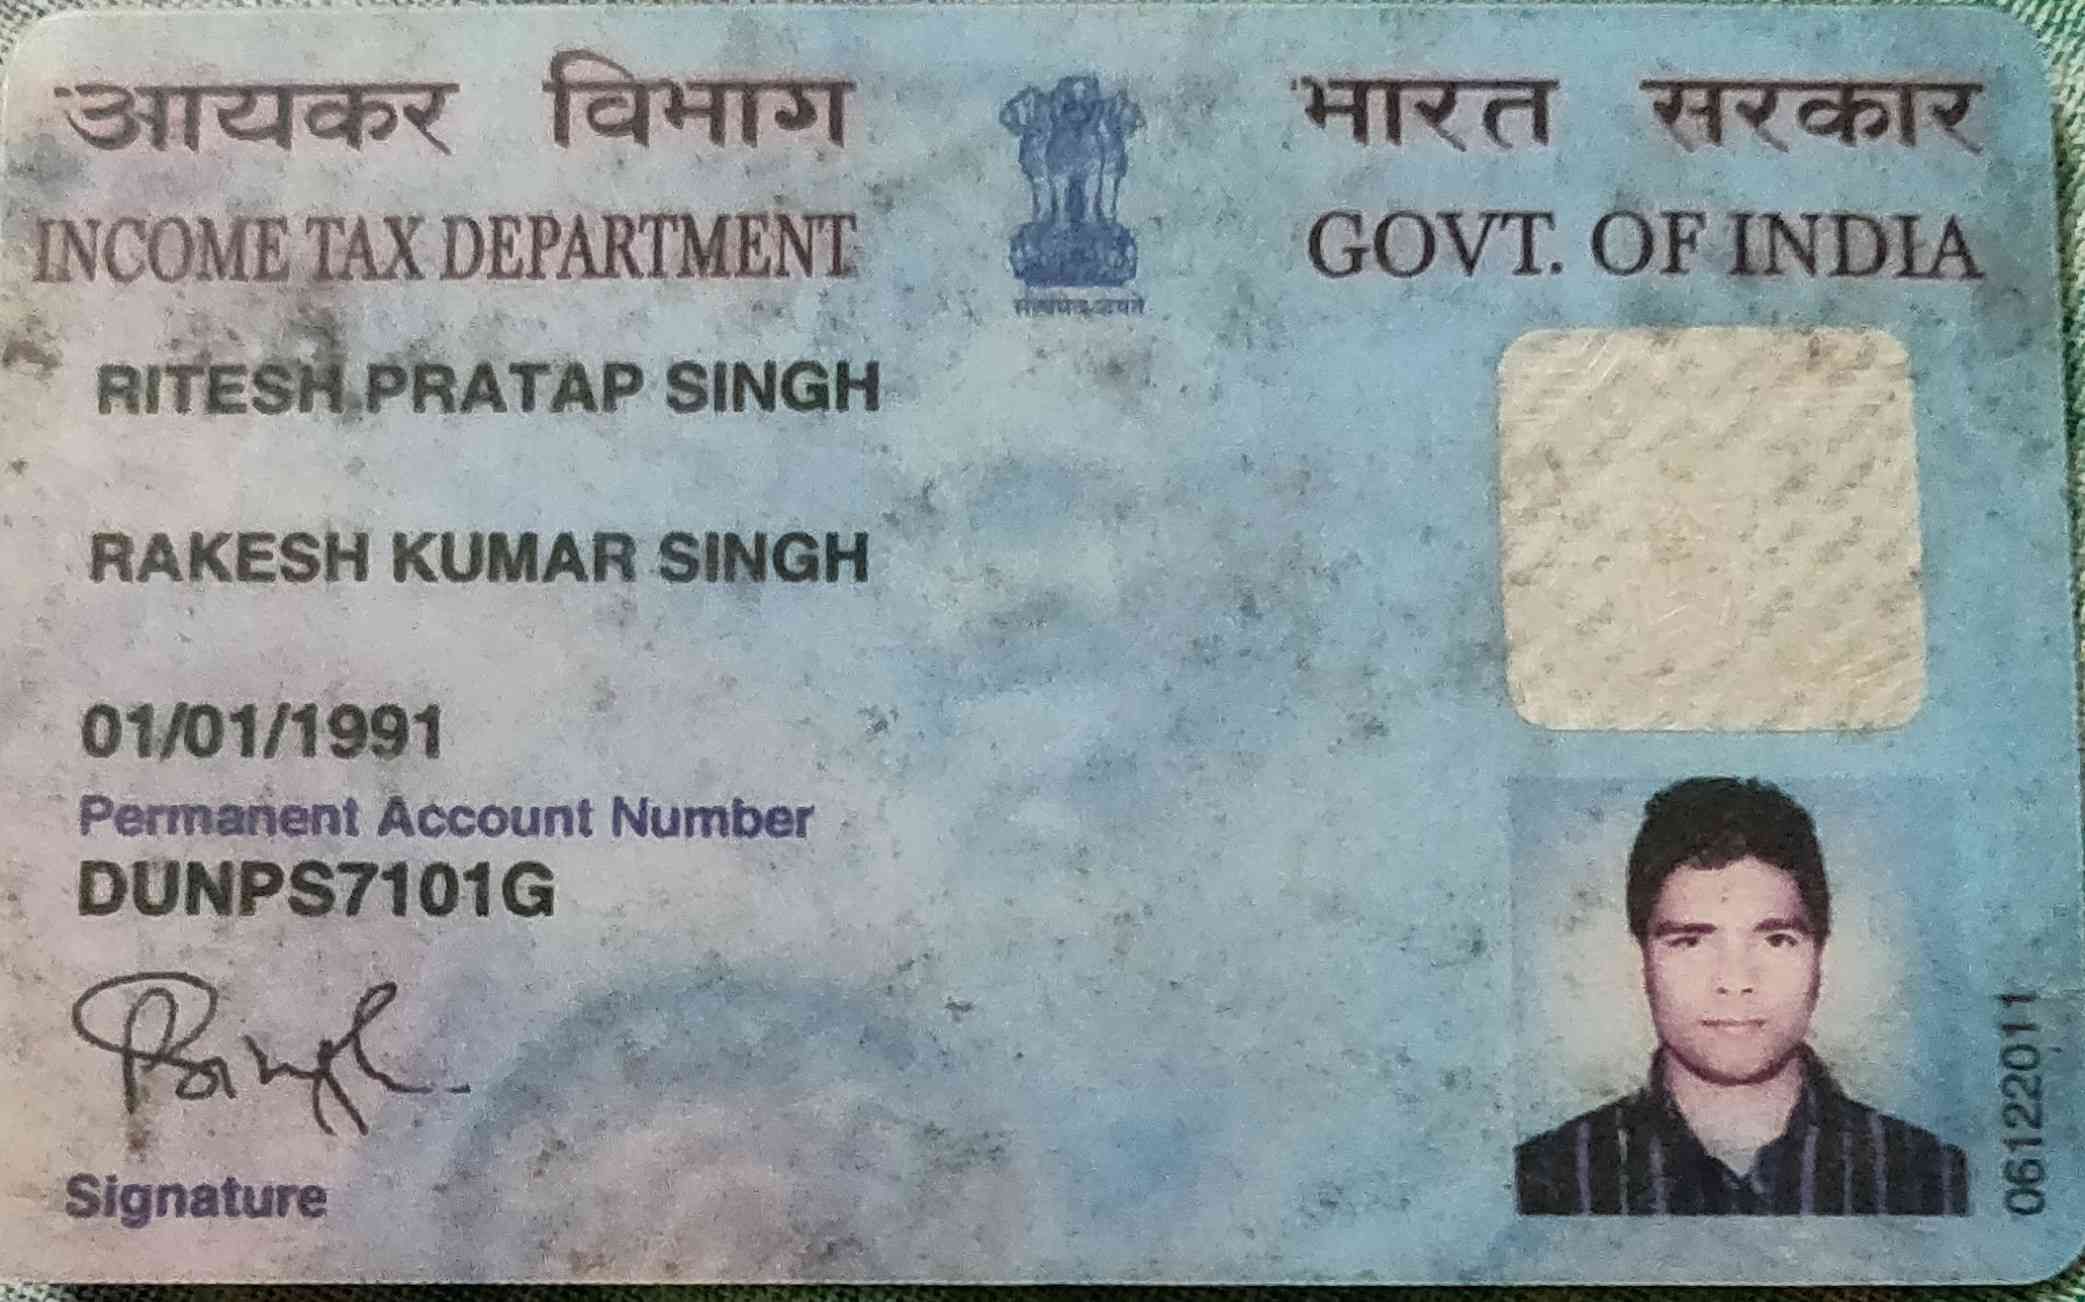 आयकर विभाग
भारत सरकार
INCOME TAX DEPARTMENT
GOVT. OF INDIA
सत्यमेव जयते
RITESH PRATAP SINGH
RAKESH KUMAR SINGH
01/01/1991
Permanent Account Number
DUNPS7101G
Singh
Signature
06122011